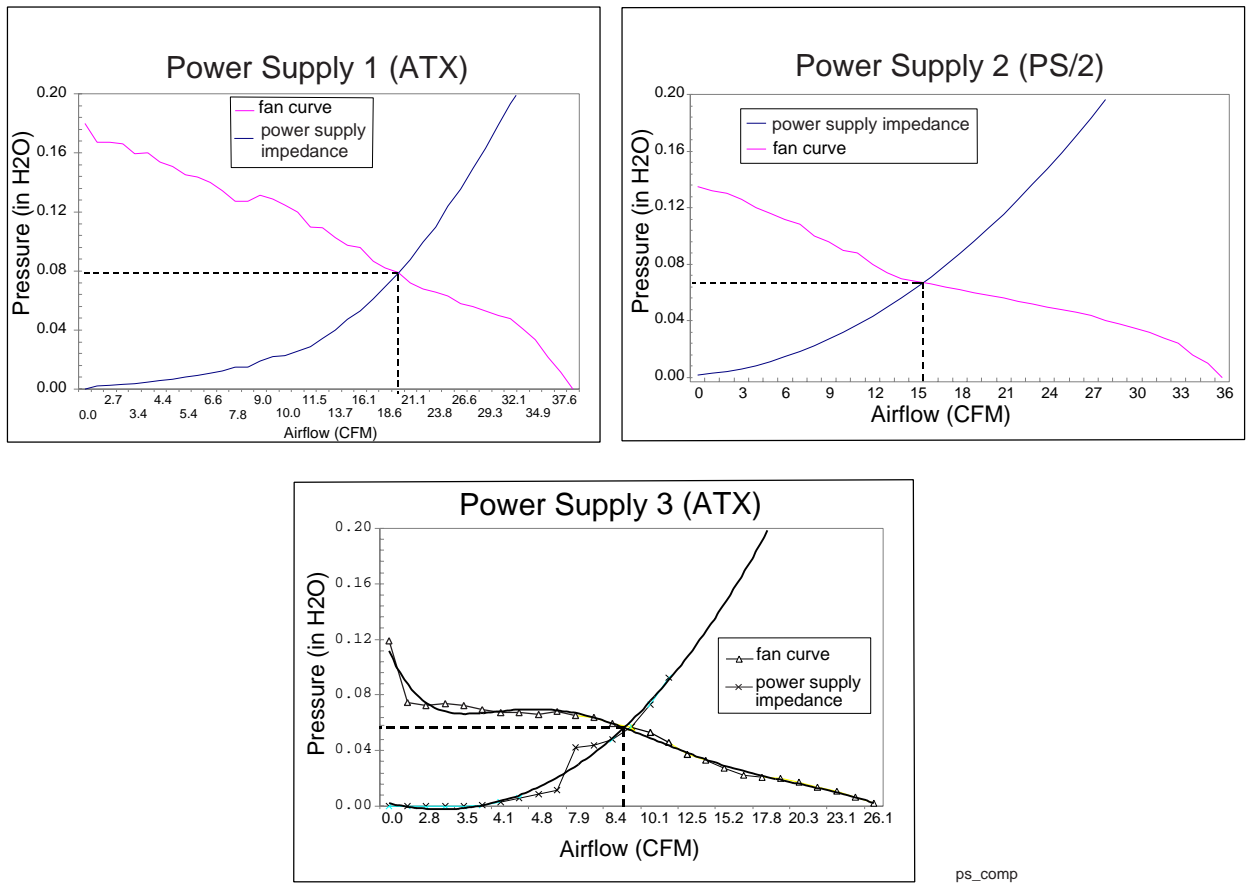 Power Supply 1 (ATX)
Pressure (in H2O)
0.20
0.16
0.12
0.08
0.04
0.00
fan curve
power supply
impedance
2.7 4.4 6.6 9.0 11.5 16.1 21.1 26.6 32.1 37.6
0.0 3.4 5.4 7.8 10.0 13.7 18.6 23.8 29.3 34.9
Airflow (CFM)
Power Supply 2 (PS/2)
Pressure (in H2O)
0.20
0.16
0.12
0.08
0.04
0.00
power supply impedance
fan curve
0 3 6 9 12 15 18 21 24 27 30 33 36
Airflow (CFM)
Power Supply 3 (ATX)
Pressure (in H2O)
0.20
0.16
0.12
0.08
0.04
0.00
fan curve
power supply
impedance
0.0 2.8 3.5 4.1 4.8 7.9 8.4 10.1 12.5 15.2 17.8 20.3 23.1 26.1
Airflow (CFM)
ps_comp